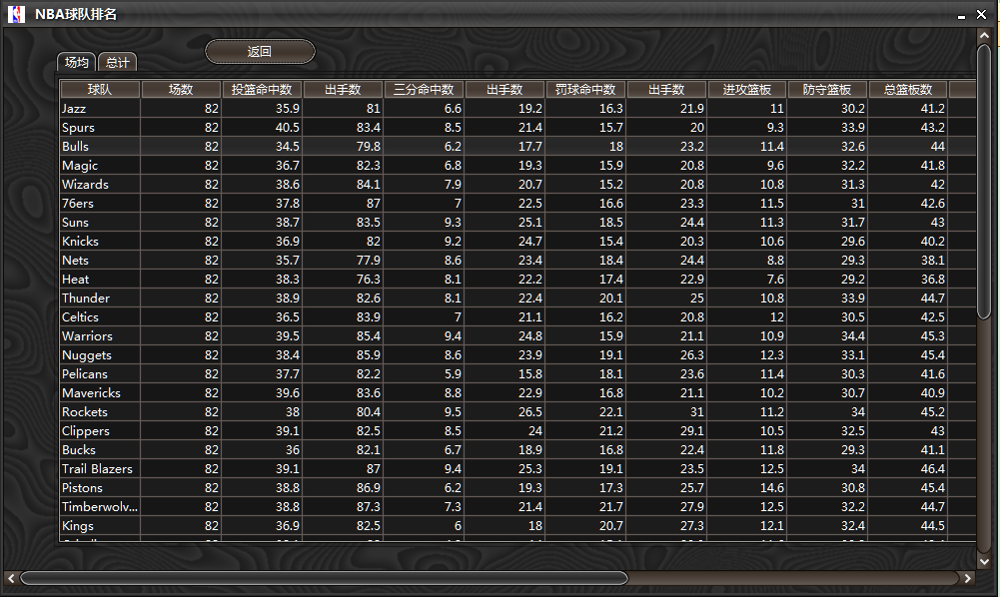 NBA球队排名
返回
场均 总计
球队 场数 投篮命中数 出手数 三分命中数 出手数 罚球命中数 出手数 进攻篮板 防守篮板 总篮板数
Jazz 82 35.9 81 6.6 19.2 16.3 21.9 11 30.2 41.2
Spurs 82 40.5 83.4 8.5 21.4 15.7 20 9.3 33.9 43.2
Bulls 82 34.5 79.8 6.2 17.7 18 23.2 11.4 32.6 44
Magic 82 36.7 82.3 6.8 19.3 15.9 20.8 9.6 32.2 41.8
Wizards 82 38.6 84.1 7.9 20.7 15.2 20.8 10.8 31.3 42
76ers 82 37.8 87 7 22.5 16.6 23.3 11.5 31 42.6
Suns 82 38.7 83.5 9.3 25.1 18.5 24.4 11.3 31.7 43
Knicks 82 36.9 82 9.2 24.7 15.4 20.3 10.6 29.6 40.2
Nets 82 35.7 77.9 8.6 23.4 18.4 24.4 8.8 29.3 38.1
Heat 82 38.3 76.3 8.1 22.2 17.4 22.9 7.6 29.2 36.8
Thunder 82 38.9 82.6 8.1 22.4 20.1 25 10.8 33.9 44.7
Celtics 82 36.5 83.9 7 21.1 16.2 20.8 12 30.5 42.5
Warriors 82 39.5 85.4 9.4 24.8 15.9 21.1 10.9 34.4 45.3
Nuggets 82 38.4 85.9 8.6 23.9 19.1 26.3 12.3 33.1 45.4
Pelicans 82 37.7 82.2 5.9 15.8 18.1 23.6 11.4 30.3 41.6
Mavericks 82 39.6 83.6 8.8 22.9 16.8 21.1 10.2 30.7 40.9
Rockets 82 38 80.4 9.5 26.5 22.1 31 11.2 34 45.2
Clippers 82 39.1 82.5 8.5 24 21.2 29.1 10.5 32.5 43
Bucks 82 36 82.1 6.7 18.9 16.8 22.4 11.8 29.3 41.1
Trail Blazers 82 39.1 87 9.4 25.3 19.1 23.5 12.5 34 46.4
Pistons 82 38.8 86.9 6.2 19.3 17.3 25.7 14.6 30.8 45.4
Timberwolv... 82 38.8 87.3 7.3 21.4 21.7 27.9 12.5 32.2 44.7
Kings 82 36.9 82.5 6 18 20.7 27.3 12.1 32.4 44.5